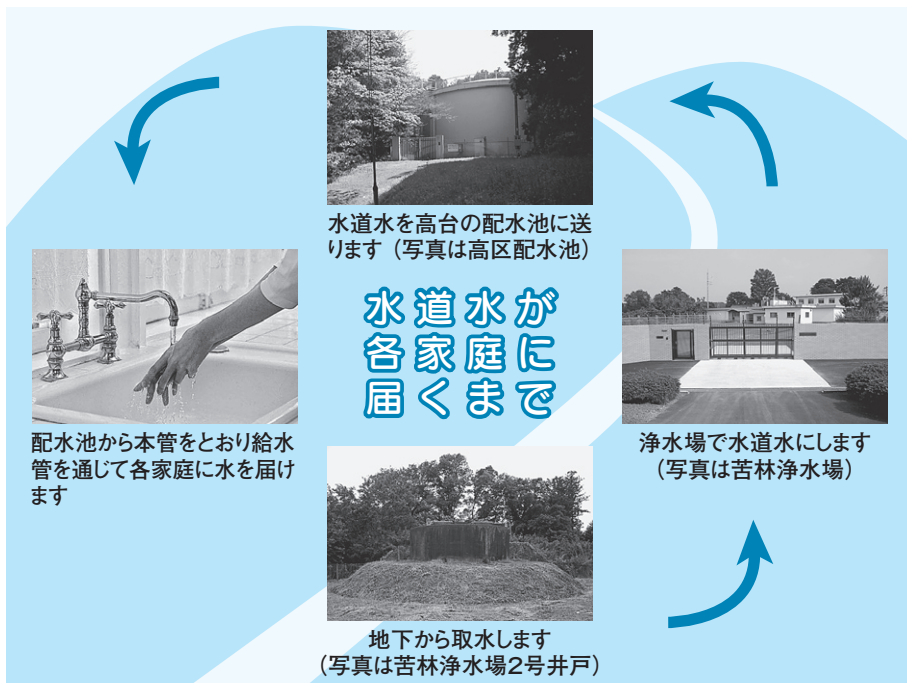 水道水が
各家庭に
届くまで
地下から取水します
（写真は苦林浄水場２号井戸）
浄水場で水道水にします
（写真は苦林浄水場）
水道水を高台の配水池に送
ります（写真は高区配水池）
配水池から本管をとおり給水
管を通じて各家庭に水を届け
ます